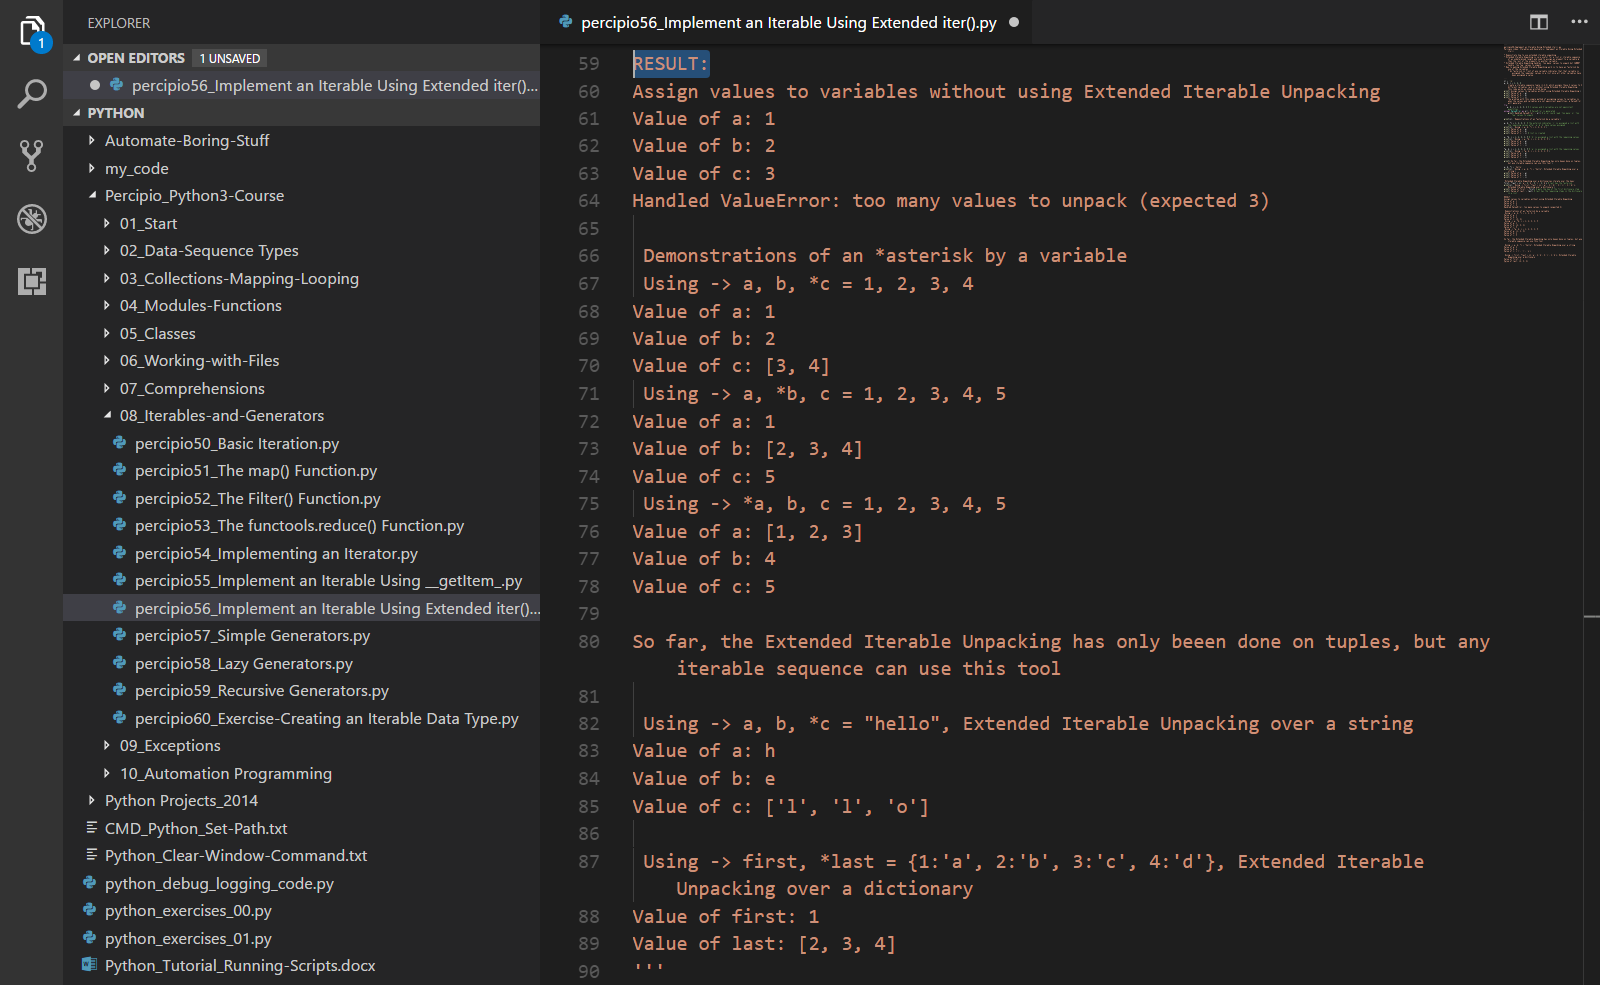 1
EXPLORER
OPEN EDITORS 1 UNSAVED
percipio56_Implement an Iterable Using Extended iter()...
PYTHON
Automate-Boring-Stuff
my_code
Percipio_Python3-Course
01_Start
02_Data-Sequence Types
03_Collections-Mapping-Looping
04_Modules-Functions
05_Classes
06_Working-with-Files
07_Comprehensions
08_Iterables-and-Generators
percipio50_Basic Iteration.py
percipio51_The map() Function.py
percipio52_The Filter() Function.py
percipio53_The functools.reduce() Function.py
percipio54_Implementing an Iterator.py
percipio55_Implement an Iterable Using __getItem_.py
percipio56_Implement an Iterable Using Extended iter()...
percipio57_Simple Generators.py
percipio58_Lazy Generators.py
percipio59_Recursive Generators.py
percipio60_Exercise-Creating an Iterable Data Type.py
09_Exceptions
10_Automation Programming
Python Projects_2014
CMD_Python_Set-Path.txt
Python_Clear-Window-Command.txt
python_debug_logging_code.py
python_exercises_00.py
python_exercises_01.py
Python_Tutorial_Running-Scripts.docx
percipio56_Implement an Iterable Using Extended iter().py
59 RESULT:
60 Assign values to variables without using Extended Iterable Unpacking
61 Value of a: 1
62 Value of b: 2
63 Value of c: 3
64 Handled ValueError: too many values to unpack (expected 3)
65
66 Demonstrations of an *asterisk by a variable
67 Using -> a, b, *c = 1, 2, 3, 4
68 Value of a: 1
69 Value of b: 2
70 Value of c: [3, 4]
71 Using -> a, *b, c = 1, 2, 3, 4, 5
72 Value of a: 1
73 Value of b: [2, 3, 4]
74 Value of c: 5
75 Using -> *a, b, c = 1, 2, 3, 4, 5
76 Value of a: [1, 2, 3]
77 Value of b: 4
78 Value of c: 5
79
80 So far, the Extended Iterable Unpacking has only beeen done on tuples, but any
iterable sequence can use this tool
81
82 Using -> a, b, *c = "hello", Extended Iterable Unpacking over a string
83 Value of a: h
84 Value of b: e
85 Value of c: ['l', 'l', 'o']
86
87 Using -> first, *last = {1:'a', 2:'b', 3:'c', 4:'d'}, Extended Iterable
Unpacking over a dictionary
88 Value of first: 1
89 Value of last: [2, 3, 4]
90 '''